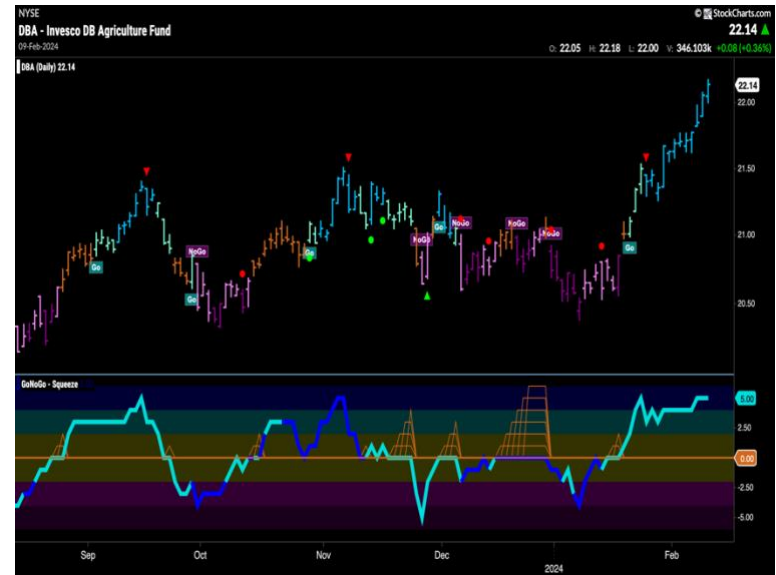 NYSE
© StockCharts.com
DBA - Invesco DB Agriculture Fund
22.14
09-Feb-2024
O: 22.05 H: 22.18 L: 22.00 V: 346.103k +0.08 (+0.36%)
DBA (Daily) 22.14
22.14
22.00
21.50
NoGo
Go
NoGo
NoGo
21.00
NoGo
Go
NoGo
NoGo
Go
Go
Go
20.50
GoNoGo - Squeeze
5.00
2.50
0.00
-2.50
-5.00
Sep Oct Nov Dec Feb
2024